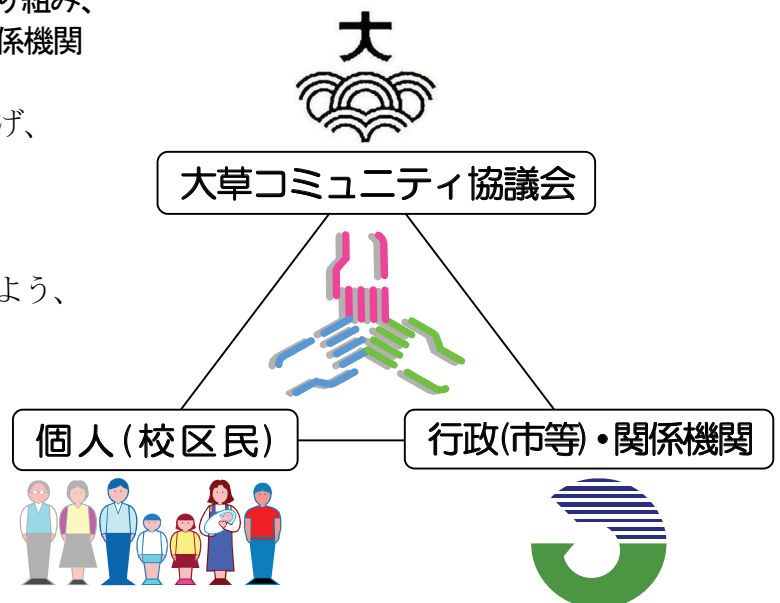 り組み、
係機関
げ、
よう、
大
大草コミュニティ協議会
個人(校区民)
行政(市等)・関係機関